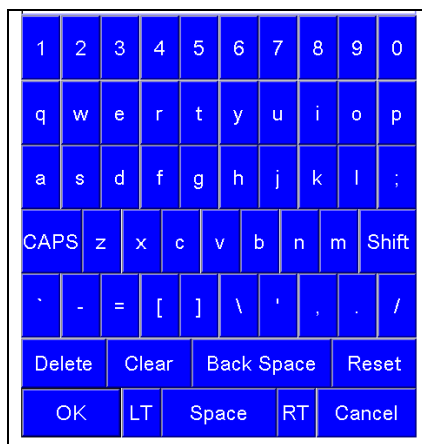 1 2 3 4 5 6 7 8 9 0
q w e r t y u i o p
a s d f g h j k l ;
CAPS z x c v b n m Shift
` - = [ ] \ ' , . /
Delete Clear Back Space Reset
OK LT Space RT Cancel